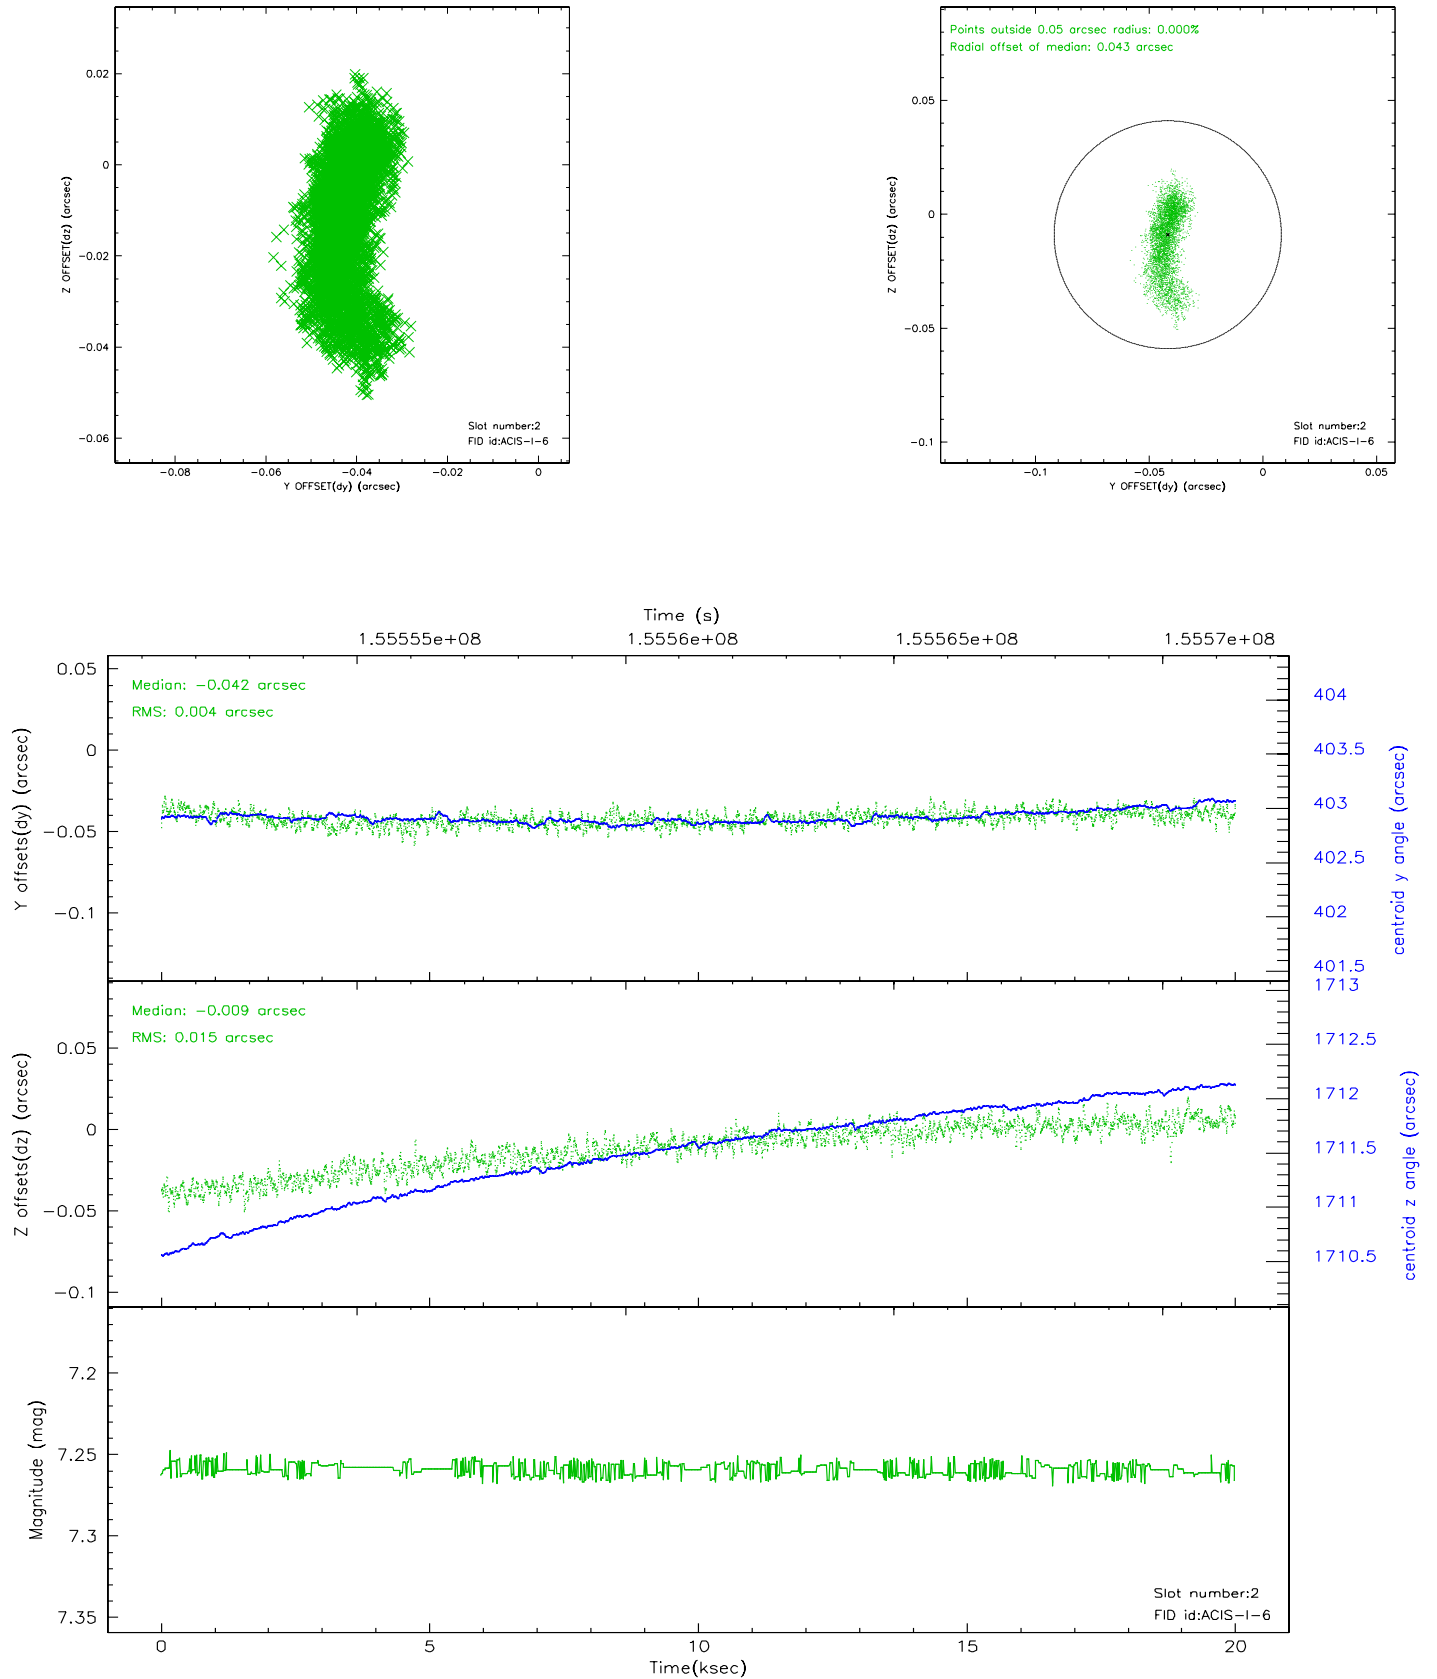 0.02
0
−0.02
−0.04
−0.06
Z OFFSET(dz) (arcsec)
Slot number:2
FID id:ACIS−I−6
−0.08 −0.06 −0.04 −0.02 0
Y OFFSET(dy) (arcsec)
Points outside 0.05 arcsec radius: 0.000%
Radial offset of median: 0.043 arcsec
0.05
0
−0.05
−0.1
Z OFFSET(dz) (arcsec)
Slot number:2
FID id:ACIS−I−6
−0.1 −0.05 0 0.05
Y OFFSET(dy) (arcsec)
Time (s)
1.55555e+08 1.5556e+08 1.55565e+08 1.5557e+08
0.05
0
−0.05
−0.1
Y offsets(dy) (arcsec)
Median: −0.042 arcsec
RMS: 0.004 arcsec
404
403.5
403
402.5
402
401.5
centroid y angle (arcsec)
0.05
0
−0.05
−0.1
Z offsets(dz) (arcsec)
Median: −0.009 arcsec
RMS: 0.015 arcsec
1713
1712.5
1712
1711.5
1711
1710.5
centroid z angle (arcsec)
7.2
7.25
7.3
7.35
Magnitude (mag)
Slot number:2
FID id:ACIS−I−6
0 5 10 15 20
Time(ksec)